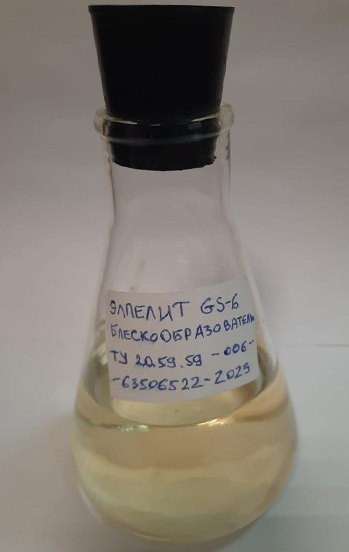 ЭЛПЕЛИТ GS-6
БЛЕСКООБРАЗОВАТЕЛЬ
ТУ 20.59.59 -006-
-63506522-2025